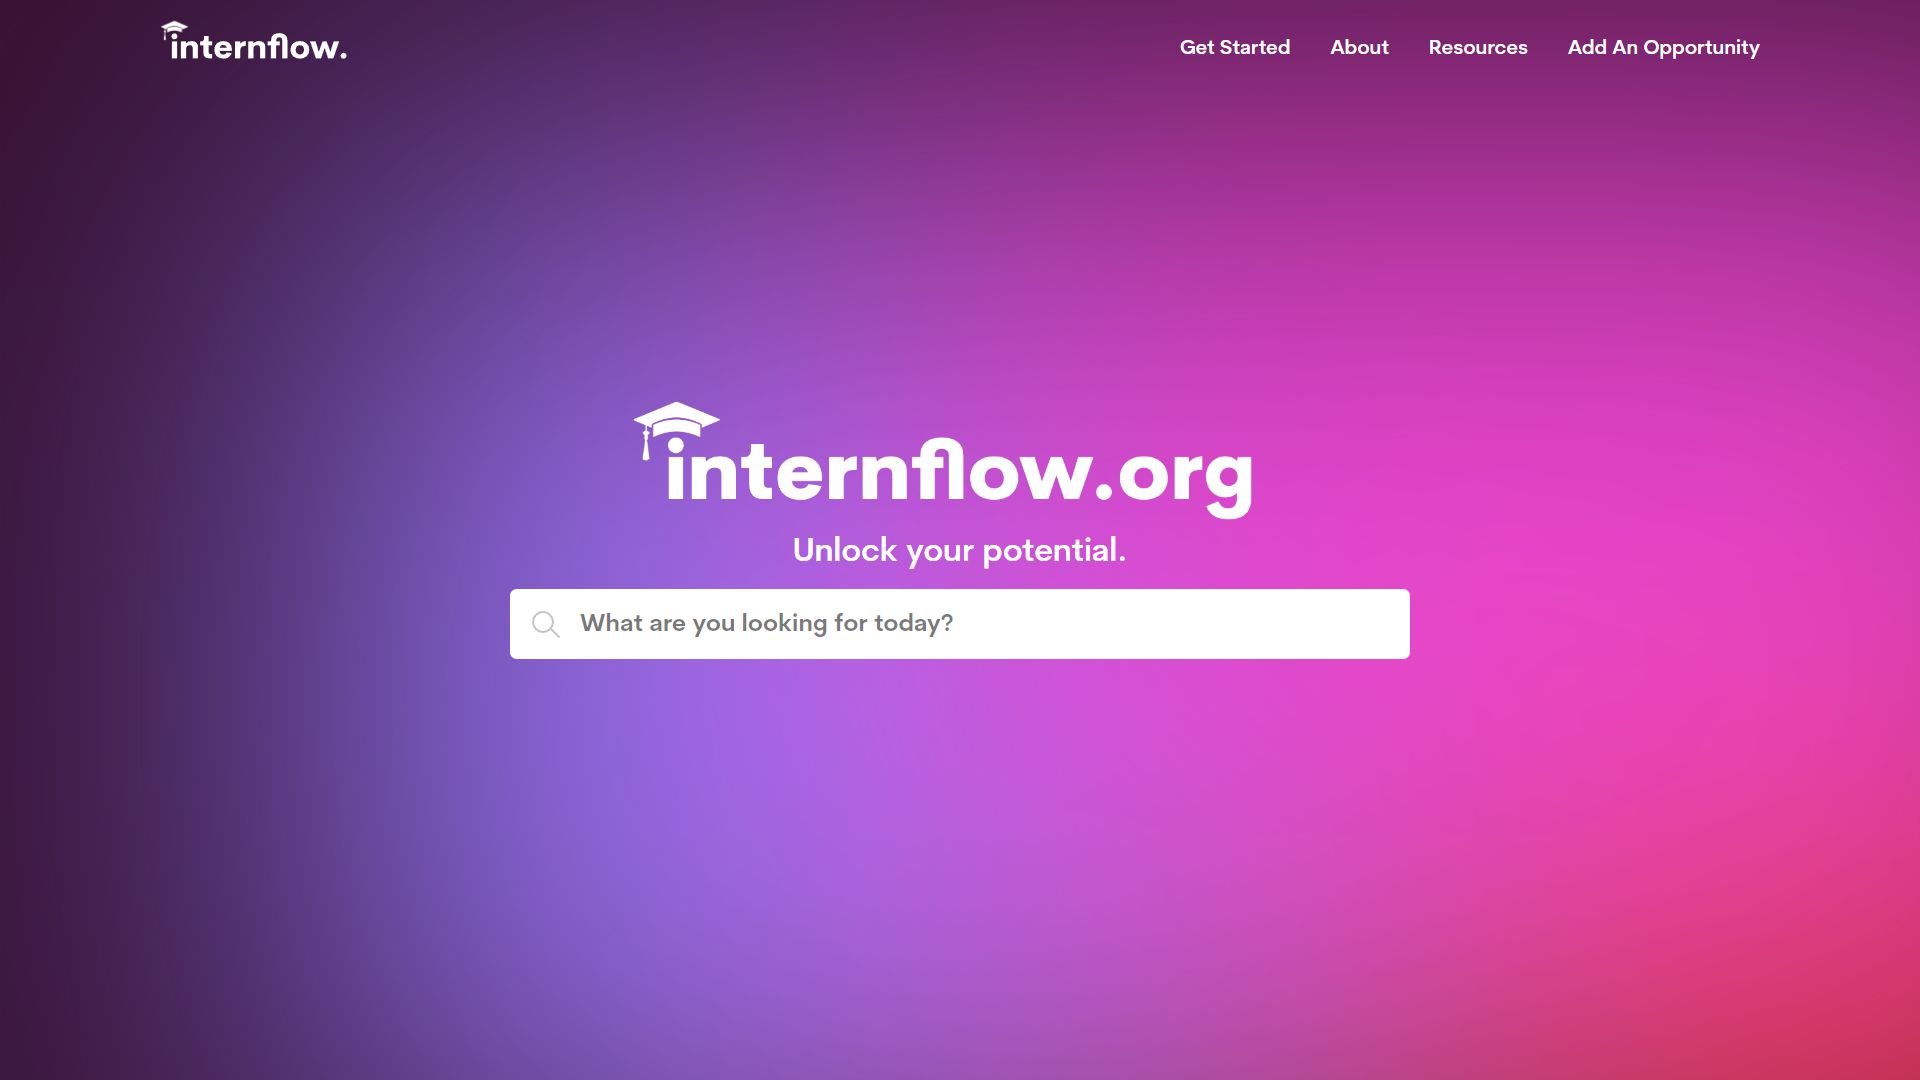 internflow.
Get Started
About
Resources
Add An Opportunity
internflow.org
Unlock your potential.
What are you looking for today?